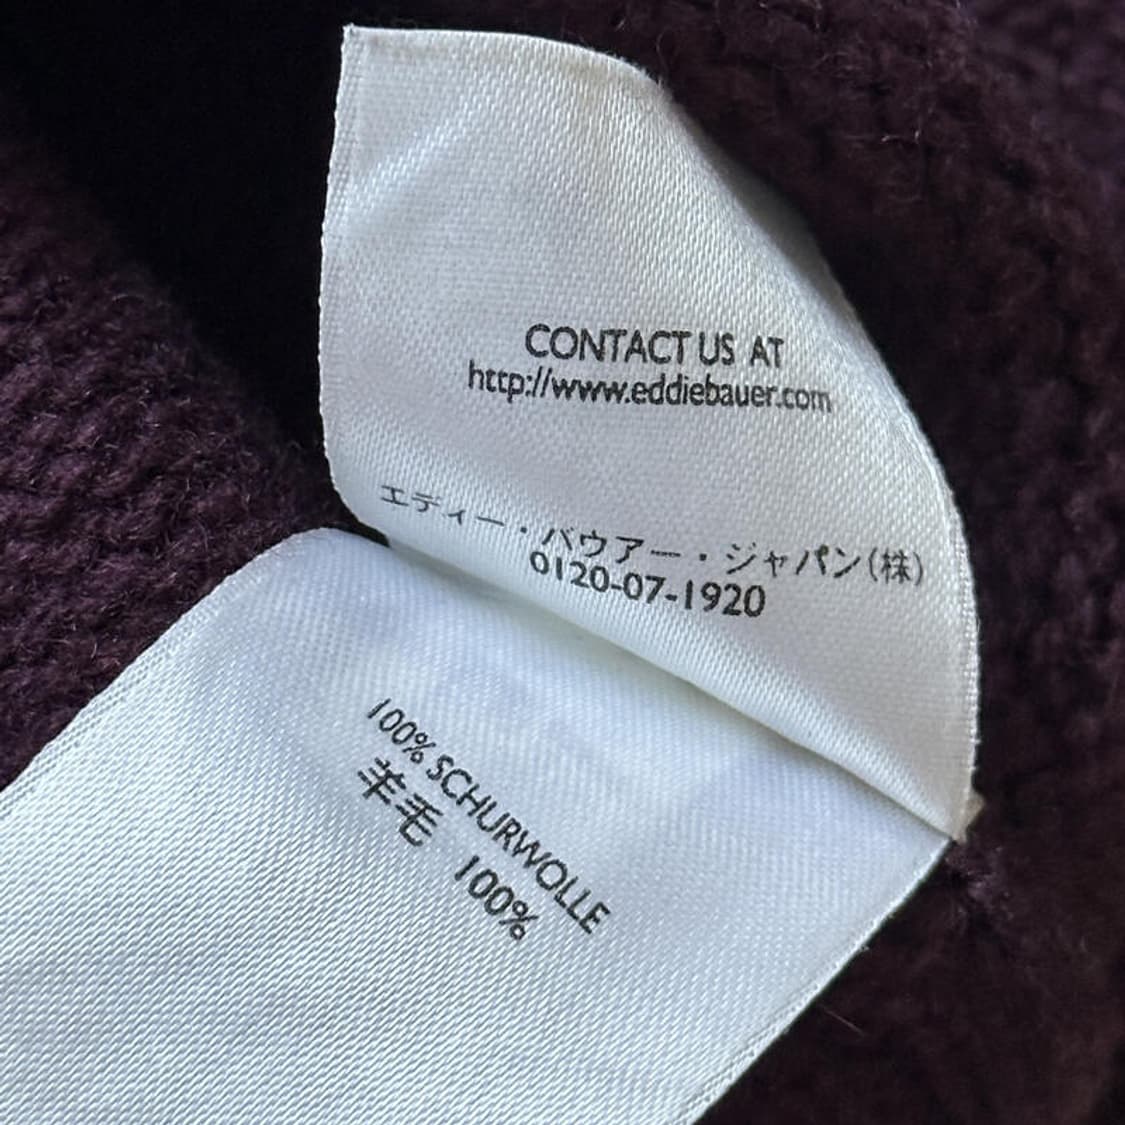 CONTACT US AT
http://www.eddiebauer.com
エディー・バウアー・ジャパン(株)
0120-07-1920
100% SCHURWOLLE
羊毛 100%